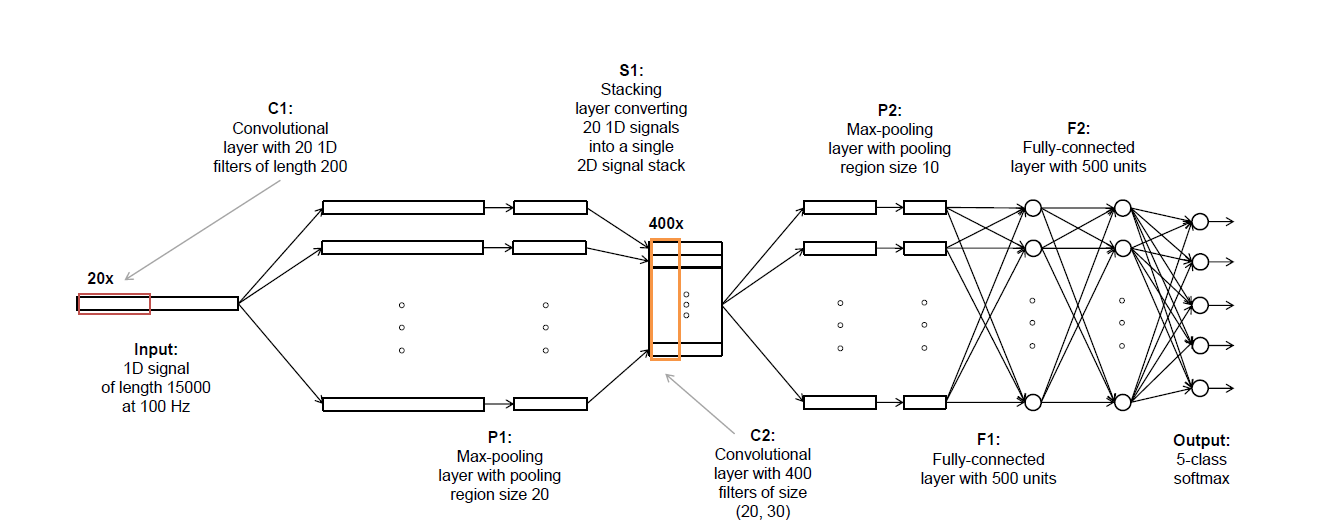 S1:
Stacking
layer converting
20 1D signals
into a single
2D signal stack
C1:
Convolutional
layer with 20 1D
filters of length 200
P2:
Max-pooling
layer with pooling
region size 10
F2:
Fully-connected
layer with 500 units
400x
20x
Input:
1D signal
of length 15000
at 100 Hz
P1:
Max-pooling
layer with pooling
region size 20
C2:
Convolutional
layer with 400
filters of size
(20, 30)
F1:
Fully-connected
layer with 500 units
Output:
5-class
softmax